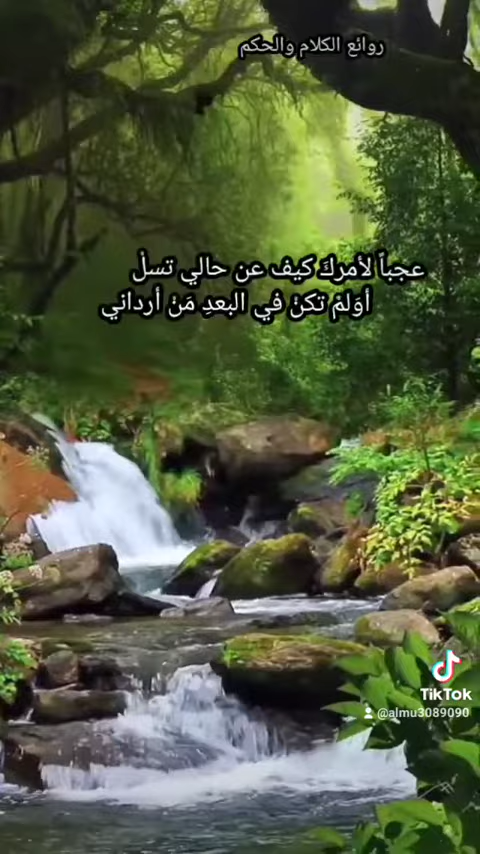 روائع الكلام والحكم
عجباً لأمركَ كيف عن حالي تسلْ
أوَلمْ تكنْ في البعدِ مَنْ أرداني
TikTok
@almu3089090